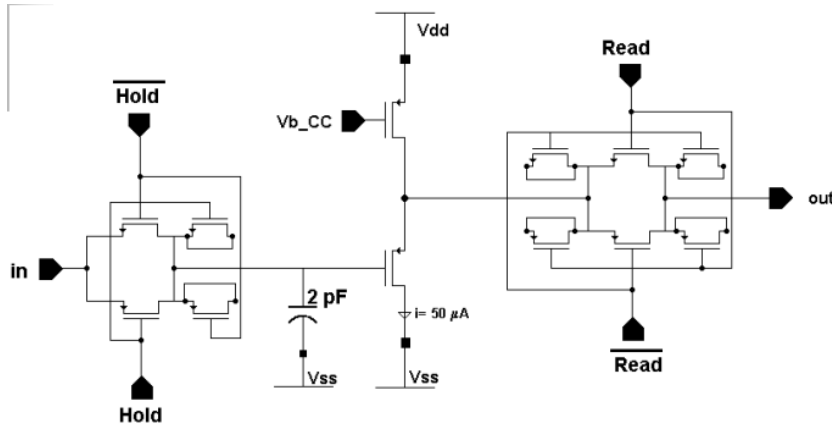 Vdd
Read
Hold
Vb_CC
out
in
2 pF
i= 50 µA
Vss
Vss
Read
Hold